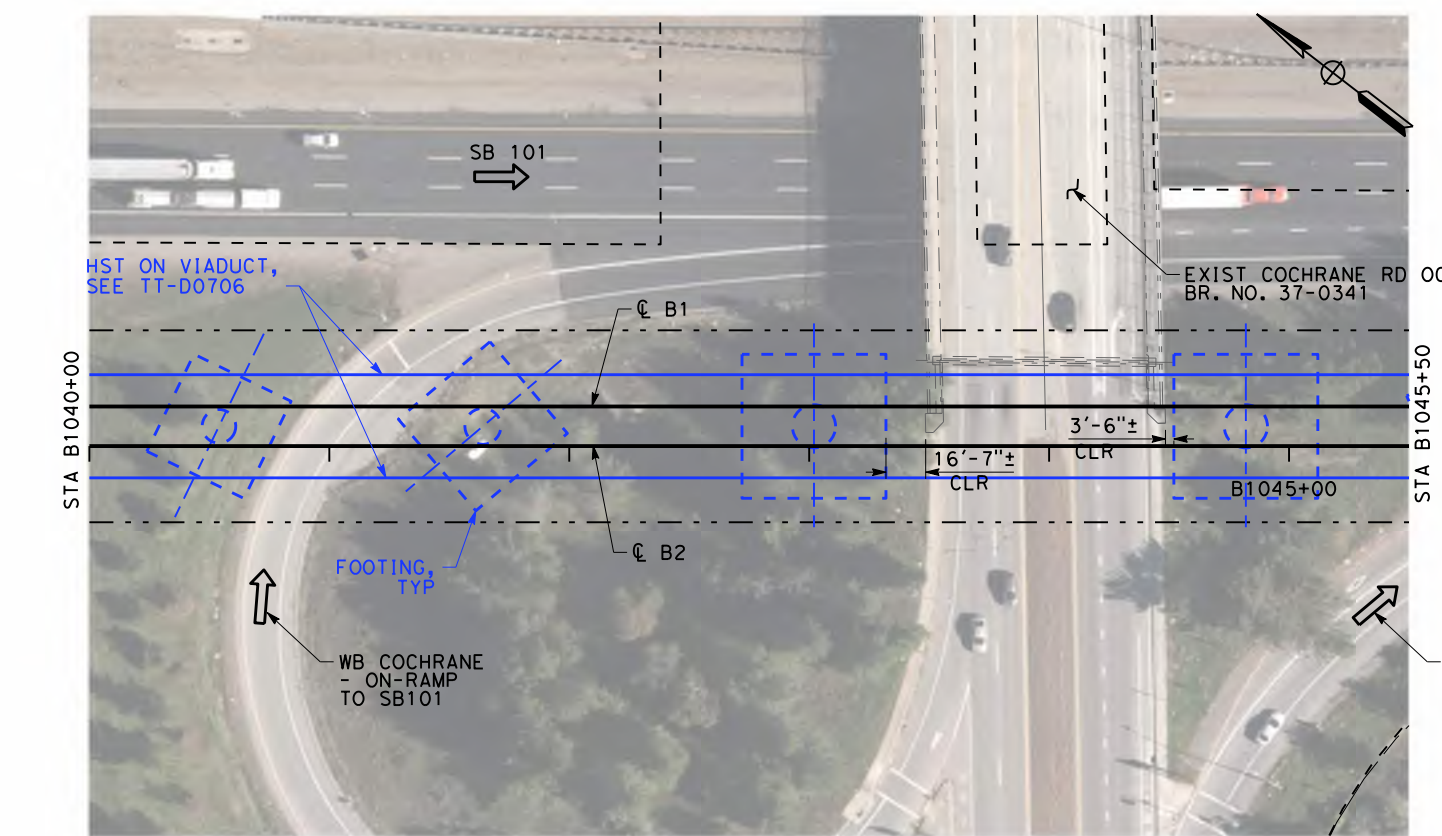 SB 101
HST ON VIADUCT,
SEE TT-D0706
EXIST COCHRANE RD OC
BR. NO. 37-0341
℄ B1
STA B1040+00
STA B1045+50
3'-6"±
CLR
16'-7"±
CLR
B1045+00
℄ B2
FOOTING,
TYP
WB COCHRANE
- ON-RAMP
TO SB101